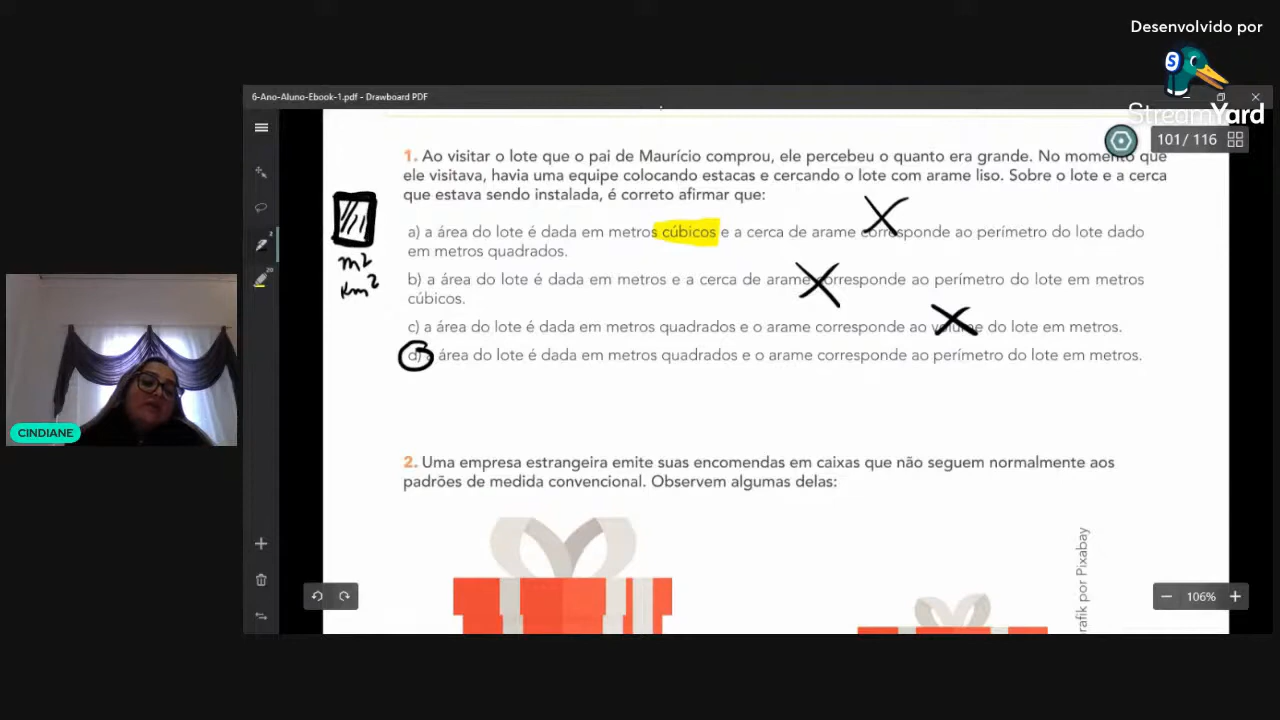 Desenvolvido por
StreamYard
6-Ano-Aluno-Ebook-1.pdf - Drawboard PDF
101 / 116
1. Ao visitar o lote que o pai de Maurício comprou, ele percebeu o quanto era grande. No momento que
ele visitava, havia uma equipe colocando estacas e cercando o lote com arame liso. Sobre o lote e a cerca
que estava sendo instalada, é correto afirmar que:
a) a área do lote é dada em metros cúbicos e a cerca de arame corresponde ao perímetro do lote dado
em metros quadrados.
m²
Km²
b) a área do lote é dada em metros e a cerca de arame corresponde ao perímetro do lote em metros
cúbicos.
c) a área do lote é dada em metros quadrados e o arame corresponde ao volume do lote em metros.
d) a área do lote é dada em metros quadrados e o arame corresponde ao perímetro do lote em metros.
CINDIANE
2. Uma empresa estrangeira emite suas encomendas em caixas que não seguem normalmente aos
padrões de medida convencional. Observem algumas delas:
rafik por Pixabay
106%